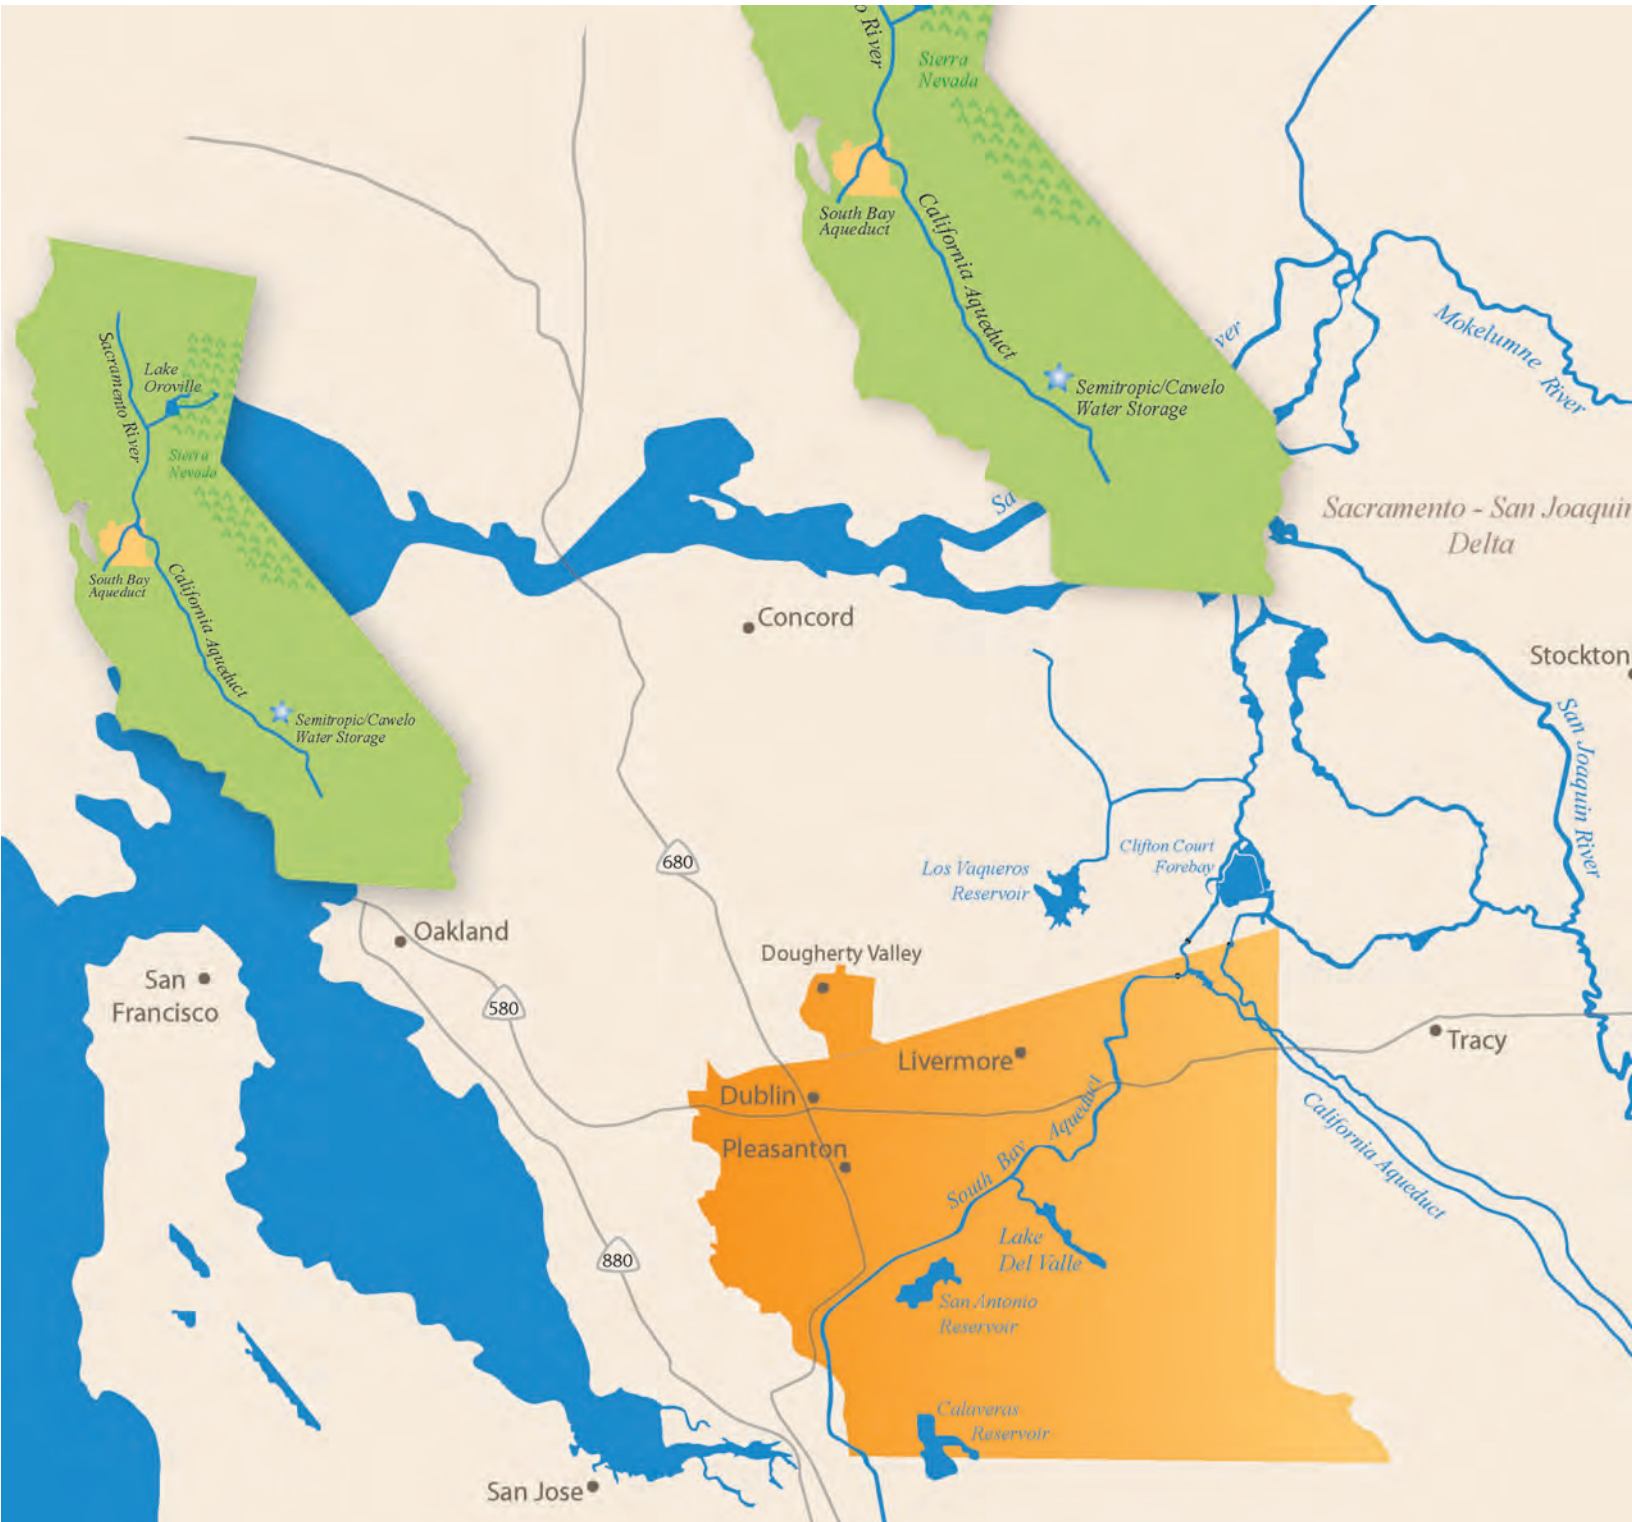 o River
Sierra
Nevada
South Bay
Aqueduct
California Aqueduct
Semitropic/Cawelo
Water Storage
Sacramento River
Lake
Oroville
Sierra
Nevada
South Bay
Aqueduct
California Aqueduct
Semitropic/Cawelo
Water Storage
ver
Mokelumne River
Sa
Sacramento - San Joaquin
Delta
Concord
Stockton
San Joaquin River
680
Clifton Court
Forebay
Los Vaqueros
Reservoir
Oakland
Dougherty Valley
San
Francisco
580
Livermore
Tracy
Dublin
Pleasanton
South Bay Aqueduct
California Aqueduct
Lake
Del Valle
880
San Antonio
Reservoir
Calaveras
Reservoir
San Jose